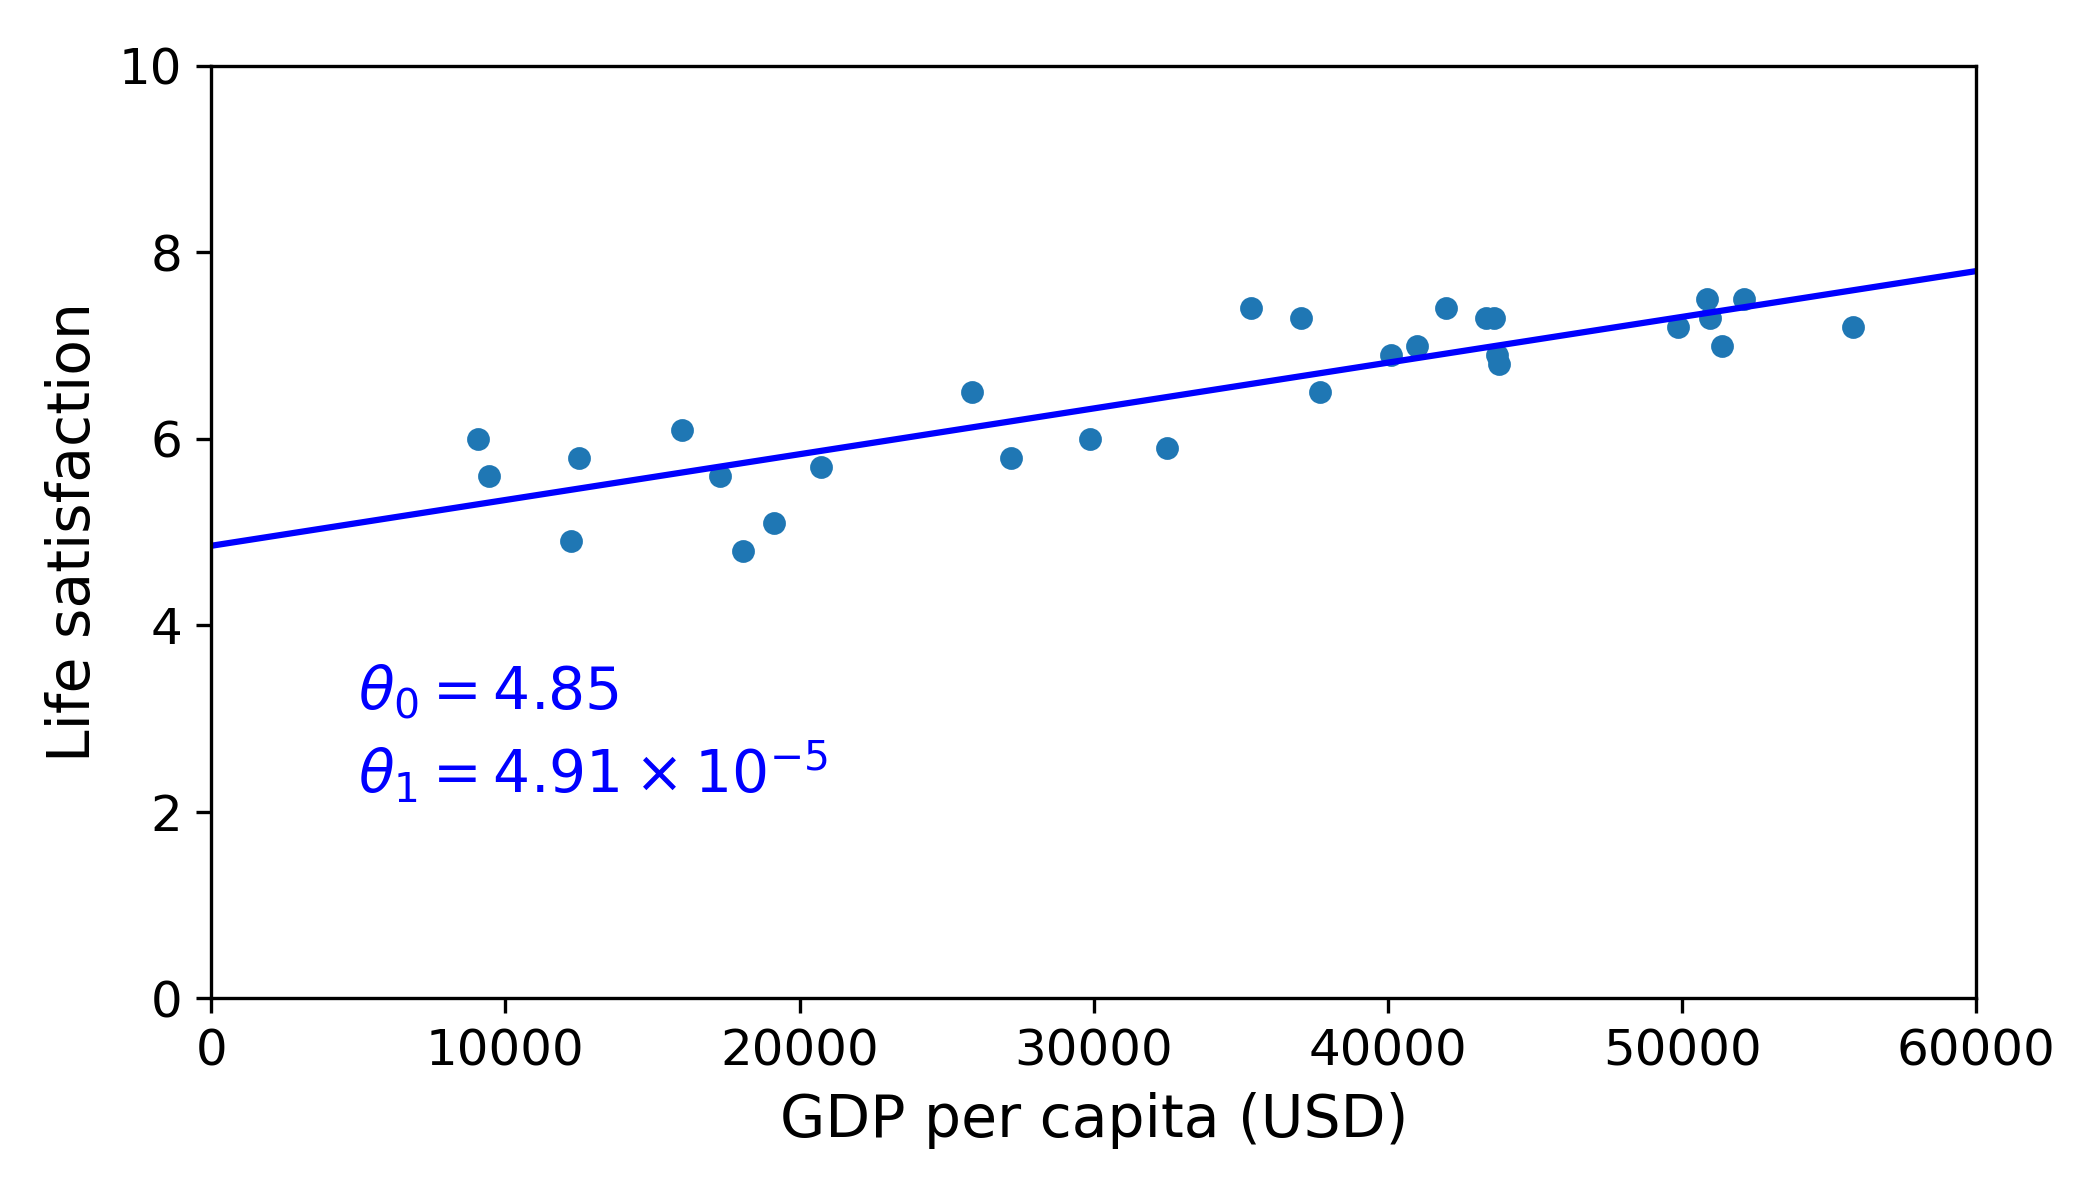 10
8
6
4
2
0
Life satisfaction
θ₀ = 4.85
θ₁ = 4.91 × 10⁻⁵
0 10000 20000 30000 40000 50000 60000
GDP per capita (USD)